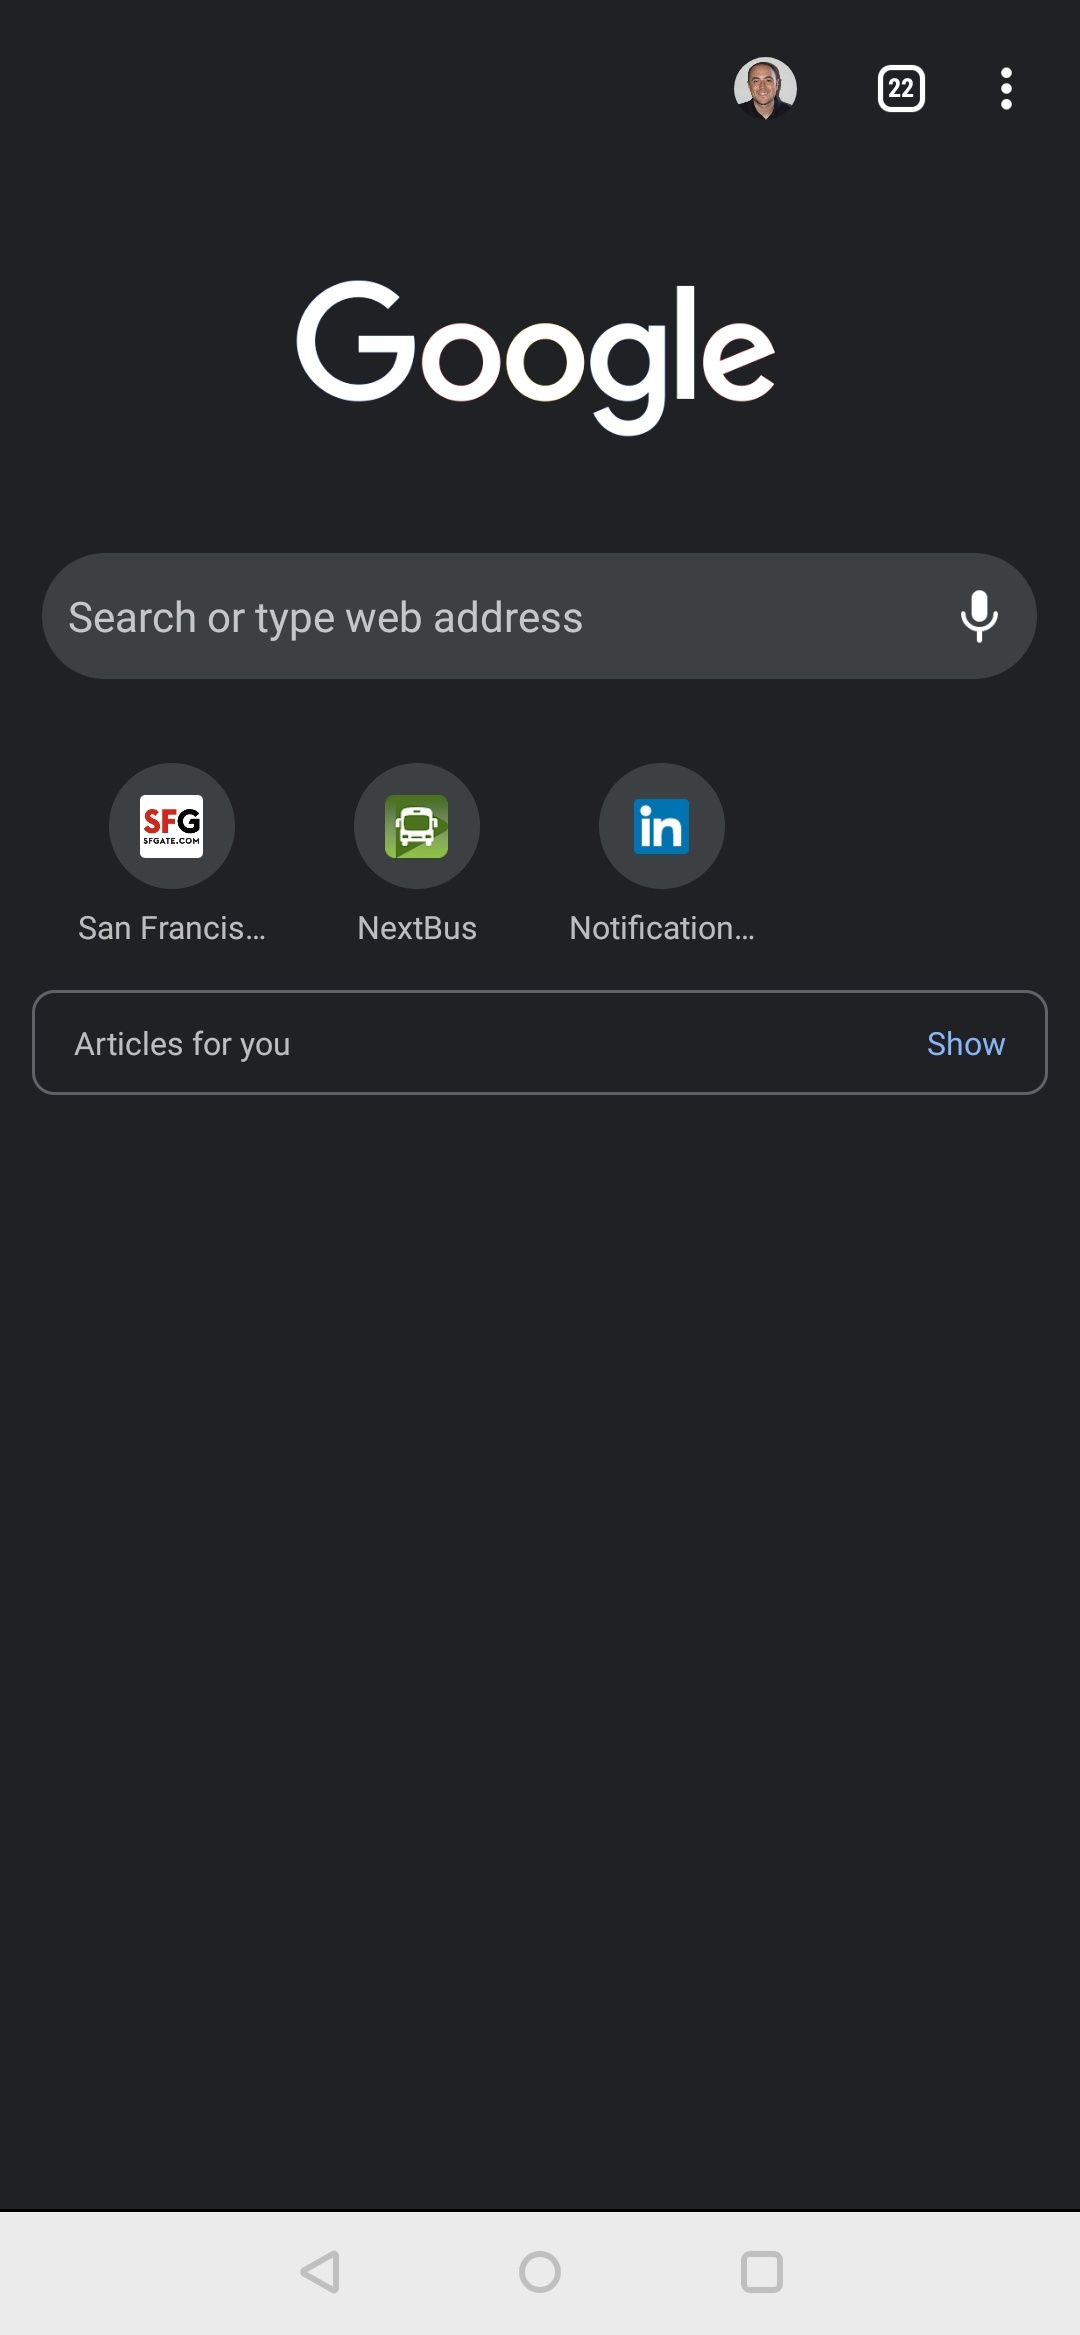 22
Google
Search or type web address
SFG
SFGATE.COM
in
San Francis...
NextBus
Notification...
Articles for you
Show